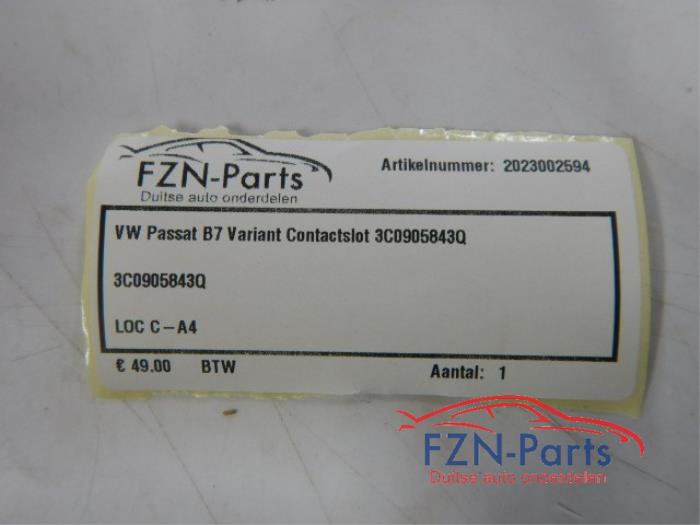 FZN-Parts
Duitse auto onderdelen
Artikelnummer: 2023002594
VW Passat B7 Variant Contactslot 3C0905843Q
3C0905843Q
LOC C-A4
€ 49.00 BTW Aantal: 1
FZN-Parts
Duitse auto onderdelen